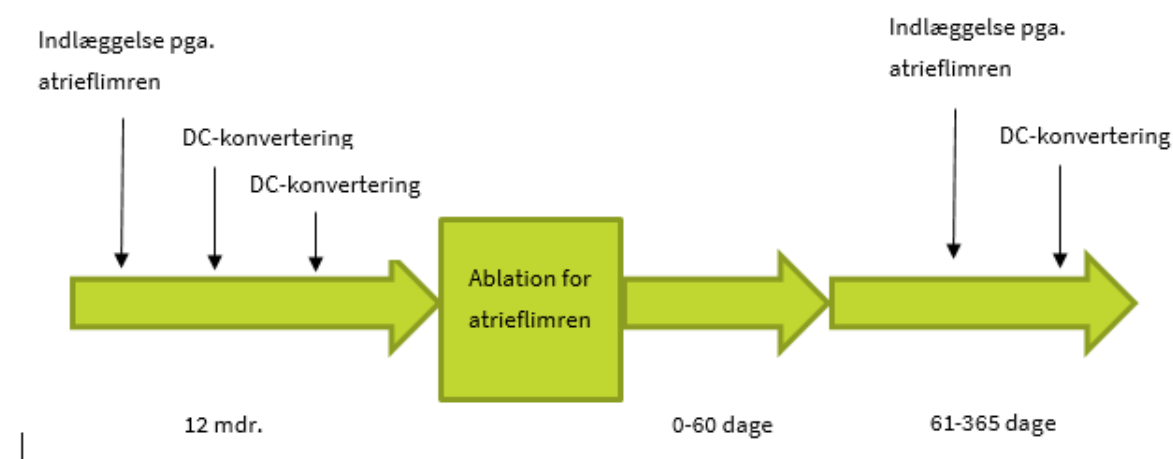 Indlæggelse pga.
atrieflimren
DC-konvertering
DC-konvertering
Ablation for
atrieflimren
Indlæggelse pga.
atrieflimren
DC-konvertering
12 mdr.
0-60 dage
61-365 dage